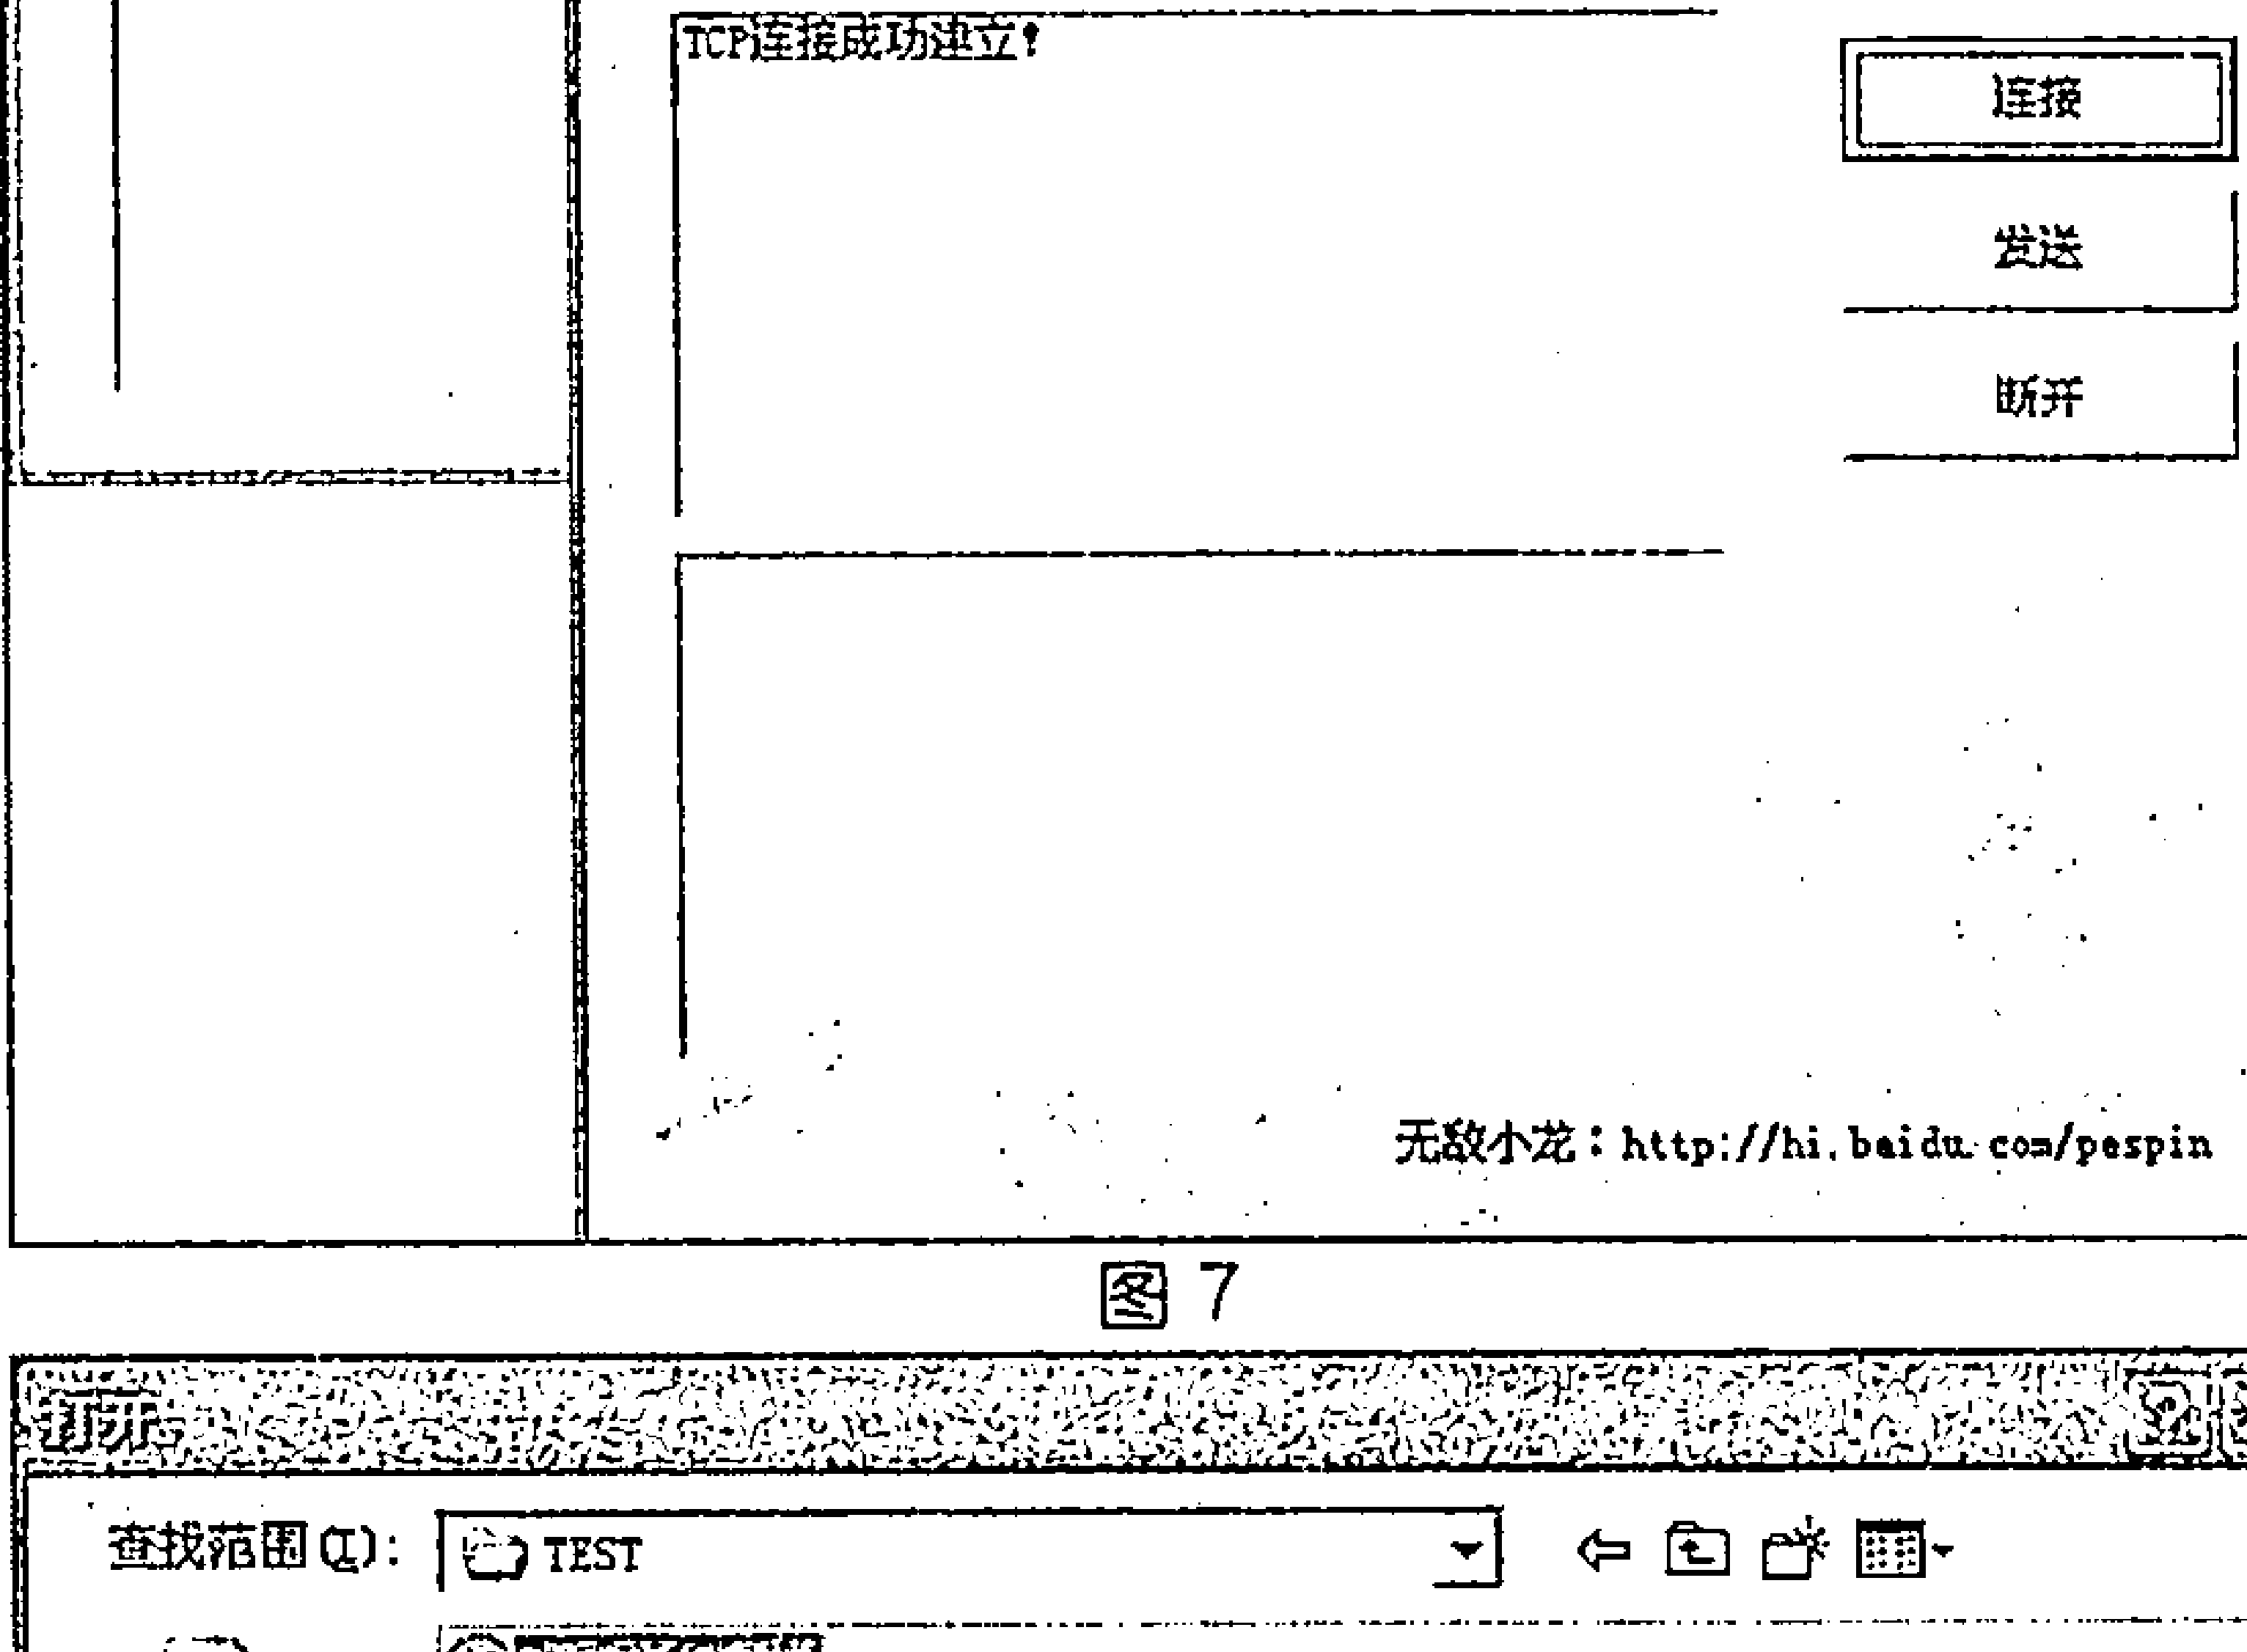 TCP连接成功建立!
连接
发送
断开
无敌小龙:http://hi.baidu.com/pespin
图 7
打开
查找范围(I):
TEST